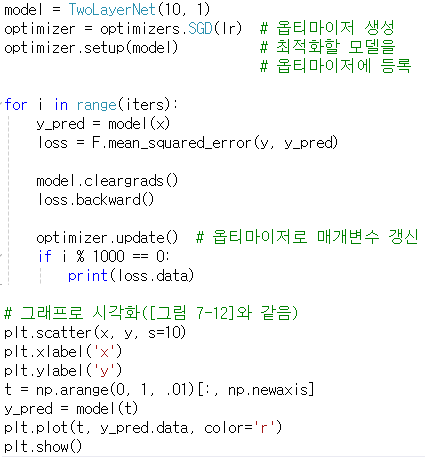 model = TwoLayerNet(10, 1)
optimizer = optimizers.SGD(lr)  # 옵티마이저 생성
optimizer.setup(model)          # 최적화할 모델을
                                # 옵티마이저에 등록

for i in range(iters):
    y_pred = model(x)
    loss = F.mean_squared_error(y, y_pred)

    model.cleargrads()
    loss.backward()

    optimizer.update()  # 옵티마이저로 매개변수 갱신
    if i % 1000 == 0:
        print(loss.data)

# 그래프로 시각화([그림 7-12]와 같음)
plt.scatter(x, y, s=10)
plt.xlabel('x')
plt.ylabel('y')
t = np.arange(0, 1, .01)[:, np.newaxis]
y_pred = model(t)
plt.plot(t, y_pred.data, color='r')
plt.show()